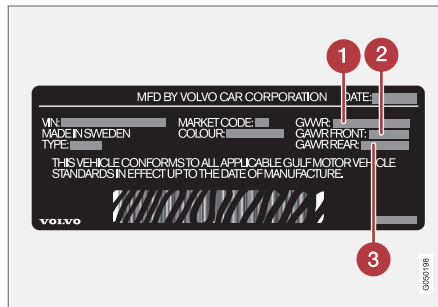 1 2
MFD BY VOLVO CAR CORPORATION DATE:
VIN: MARKET CODE: GVWR:
MADE IN SWEDEN COLOUR: GAWR FRONT:
TYPE: GAWR REAR:
THIS VEHICLE CONFORMS TO ALL APPLICABLE GULF MOTOR VEHICLE
STANDARDS IN EFFECT UP TO THE DATE OF MANUFACTURE.
VOLVO
3
G050198